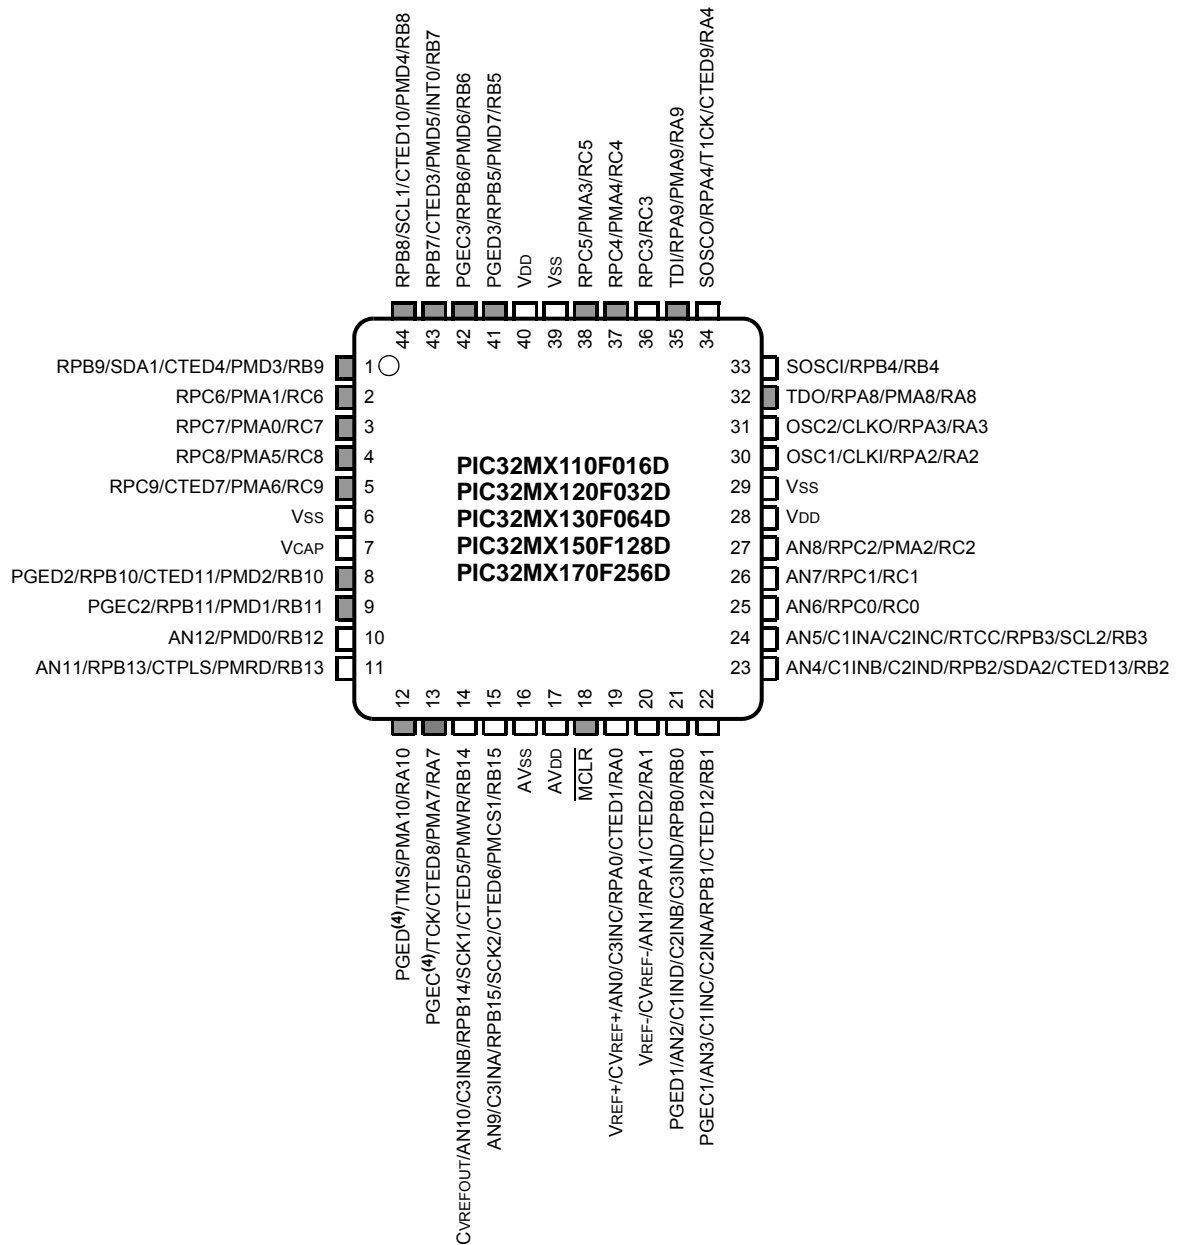 RPB8/SCL1/CTED10/PMD4/RB8
RPB7/CTED3/PMD5/INT0/RB7
PGEC3/RPB6/PMD6/RB6
PGED3/RPB5/PMD7/RB5
VDD
VSS
RPC5/PMA3/RC5
RPC4/PMA4/RC4
RPC3/RC3
TDI/RPA9/PMA9/RA9
SOSCO/RPA4/T1CK/CTED9/RA4
44
43
42
41
40
39
38
37
36
35
34
RPB9/SDA1/CTED4/PMD3/RB9 1
RPC6/PMA1/RC6 2
RPC7/PMA0/RC7 3
RPC8/PMA5/RC8 4
RPC9/CTED7/PMA6/RC9 5
VSS 6
VCAP 7
PGED2/RPB10/CTED11/PMD2/RB10 8
PGEC2/RPB11/PMD1/RB11 9
AN12/PMD0/RB12 10
AN11/RPB13/CTPLS/PMRD/RB13 11
PIC32MX110F016D
PIC32MX120F032D
PIC32MX130F064D
PIC32MX150F128D
PIC32MX170F256D
33 SOSCI/RPB4/RB4
32 TDO/RPA8/PMA8/RA8
31 OSC2/CLKO/RPA3/RA3
30 OSC1/CLKI/RPA2/RA2
29 VSS
28 VDD
27 AN8/RPC2/PMA2/RC2
26 AN7/RPC1/RC1
25 AN6/RPC0/RC0
24 AN5/C1INA/C2INC/RTCC/RPB3/SCL2/RB3
23 AN4/C1INB/C2IND/RPB2/SDA2/CTED13/RB2
12
13
14
15
16
17
18
19
20
21
22
PGED(4)/TMS/PMA10/RA10
PGEC(4)/TCK/CTED8/PMA7/RA7
CVREFOUT/AN10/C3INB/RPB14/SCK1/CTED5/PMWR/RB14
AN9/C3INA/RPB15/SCK2/CTED6/PMCS1/RB15
AVSS
AVDD
MCLR
VREF+/CVREF+/AN0/C3INC/RPA0/CTED1/RA0
VREF-/CVREF-/AN1/RPA1/CTED2/RA1
PGED1/AN2/C1IND/C2INB/C3IND/RPB0/RB0
PGEC1/AN3/C1INC/C2INA/RPB1/CTED12/RB1